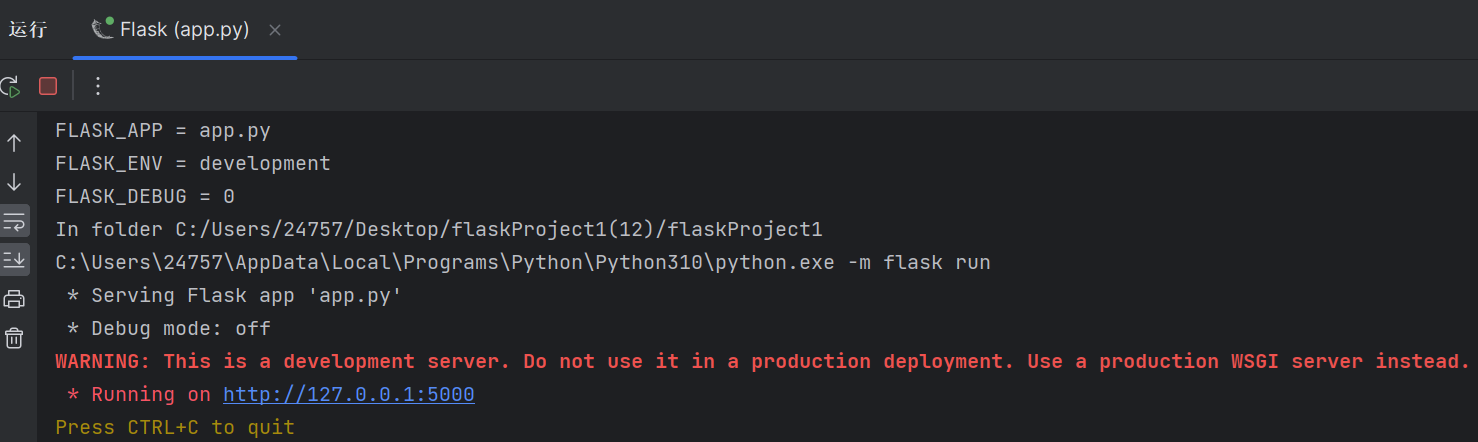 运行
Flask (app.py)
FLASK_APP = app.py
FLASK_ENV = development
FLASK_DEBUG = 0
In folder C:/Users/24757/Desktop/flaskProject1(12)/flaskProject1
C:\Users\24757\AppData\Local\Programs\Python\Python310\python.exe -m flask run
 * Serving Flask app 'app.py'
 * Debug mode: off
WARNING: This is a development server. Do not use it in a production deployment. Use a production WSGI server instead.
 * Running on http://127.0.0.1:5000
Press CTRL+C to quit